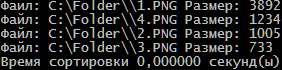 Файл: C:\Folder\\1.PNG Размер: 3892
Файл: C:\Folder\\4.PNG Размер: 1234
Файл: C:\Folder\\2.PNG Размер: 1005
Файл: C:\Folder\\3.PNG Размер: 733
Время сортировки 0,000000 секунд(ы)